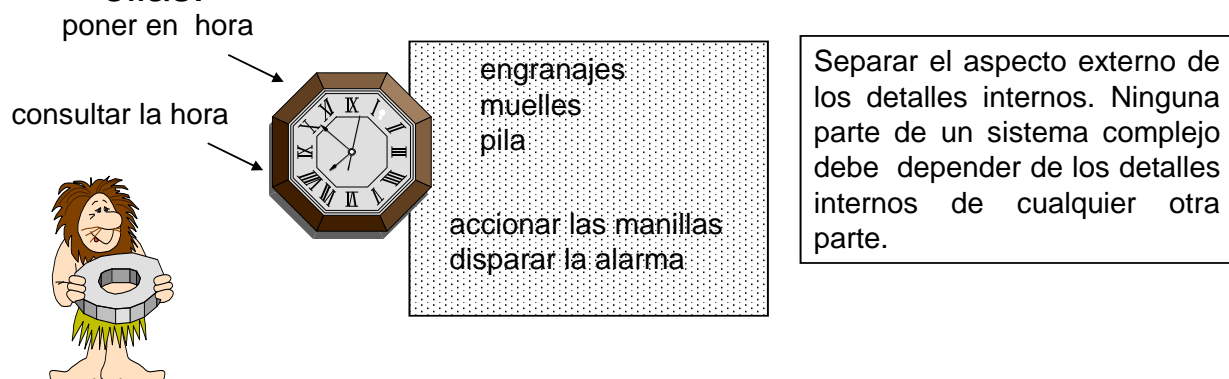 poner en hora
consultar la hora
engranajes
muelles
pila
accionar las manillas
disparar la alarma
Separar el aspecto externo de
los detalles internos. Ninguna
parte de un sistema complejo
debe depender de los detalles
internos de cualquier otra
parte.